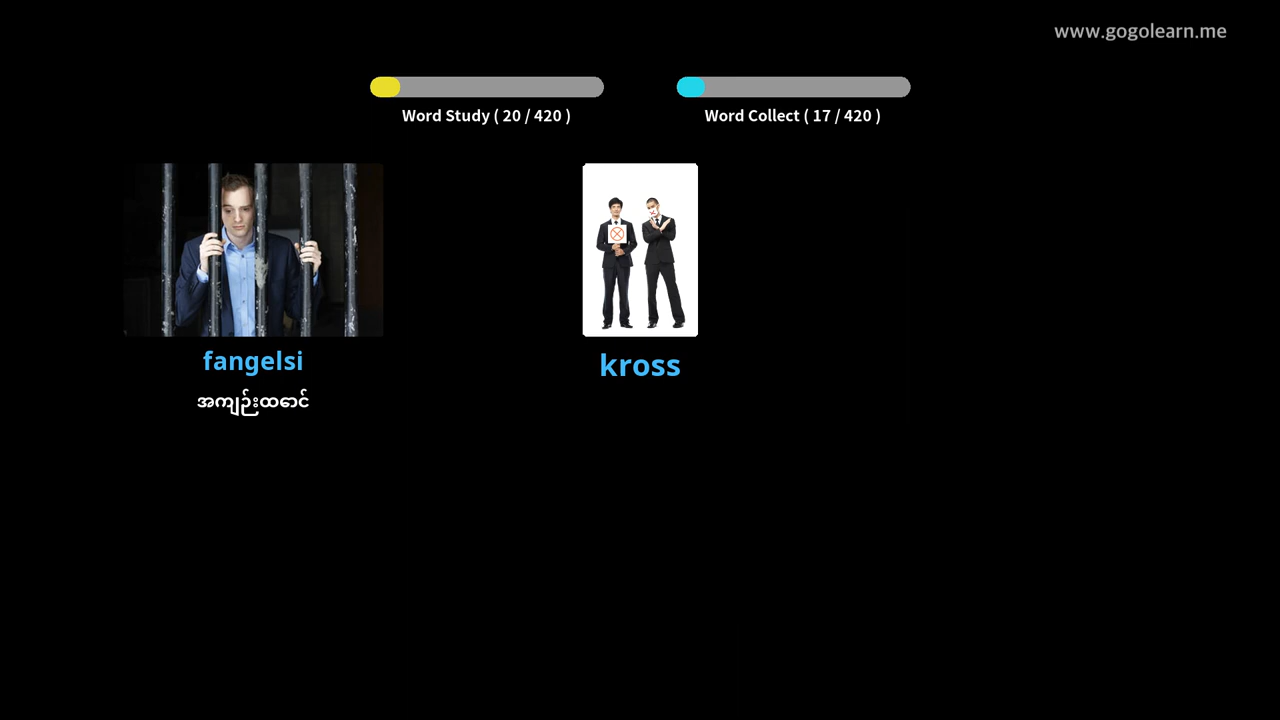 www.gogolearn.me
Word Study ( 20 / 420 )
Word Collect ( 17 / 420 )
fangelsi
အကျဉ်းထောင်
kross